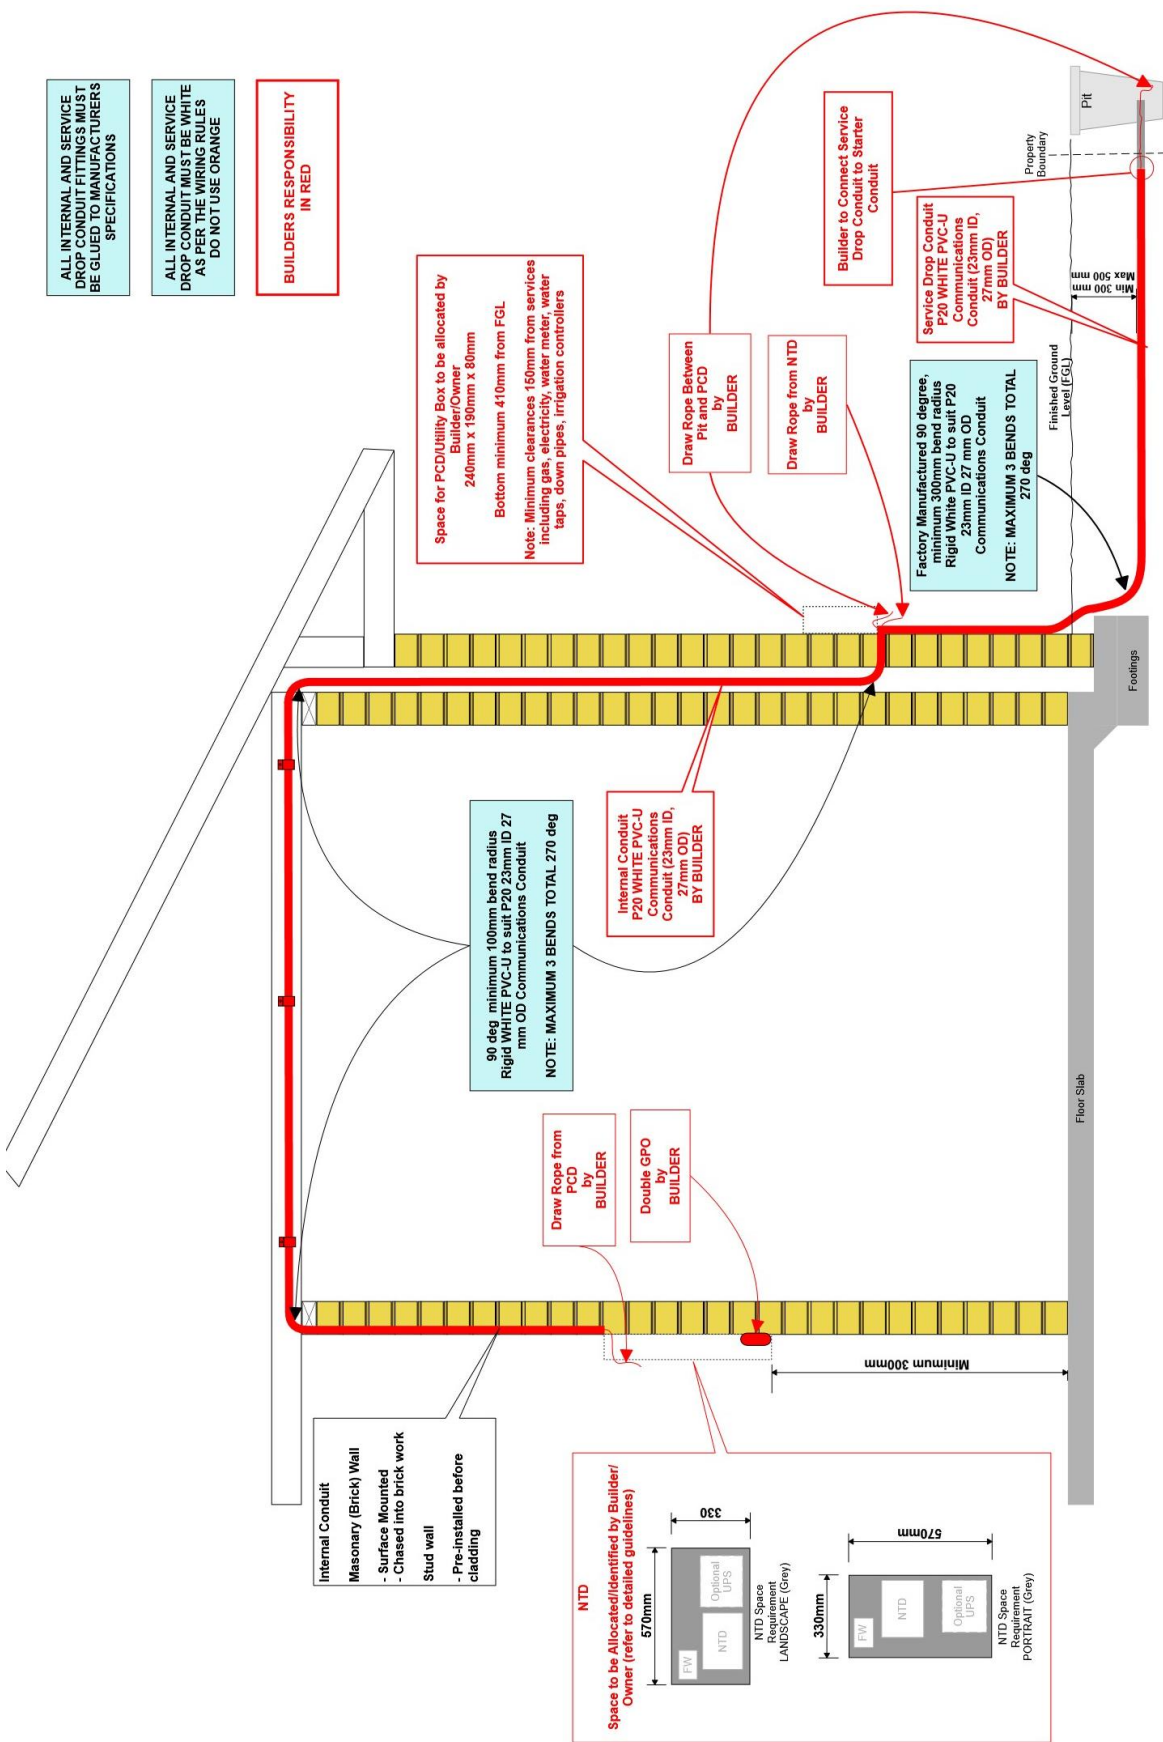 ALL INTERNAL AND SERVICE
DROP CONDUIT FITTINGS MUST
BE GLUED TO MANUFACTURERS
SPECIFICATIONS
ALL INTERNAL AND SERVICE
DROP CONDUIT MUST BE WHITE
AS PER THE WIRING RULES
DO NOT USE ORANGE
BUILDERS RESPONSIBILITY
IN RED
Space for PCD/Utility Box to be allocated by
Builder/Owner
240mm x 190mm x 80mm
Bottom minimum 410mm from FGL
Note: Minimum clearances 150mm from services
including gas, electricity, water meter, water
taps, down pipes, irrigation controllers
Draw Rope Between
Pit and PCD
by
BUILDER
Draw Rope from NTD
by
BUILDER
Builder to Connect Service
Drop Conduit to Starter
Conduit
Service Drop Conduit
P20 WHITE PVC-U
Communications
Conduit (23mm ID,
27mm OD)
BY BUILDER
Pit
Property
Boundary
Min 300 mm
Max 500 mm
Finished Ground
Level (FGL)
Factory Manufactured 90 degree,
minimum 300mm bend radius
Rigid White PVC-U to suit P20
23mm ID 27 mm OD
Communications Conduit
NOTE: MAXIMUM 3 BENDS TOTAL
270 deg
Footings
90 deg minimum 100mm bend radius
Rigid WHITE PVC-U to suit P20 23mm ID 27
mm OD Communications Conduit
NOTE: MAXIMUM 3 BENDS TOTAL 270 deg
Internal Conduit
P20 WHITE PVC-U
Communications
Conduit (23mm ID,
27mm OD)
BY BUILDER
Floor Slab
Draw Rope from
PCD
by
BUILDER
Double GPO
by
BUILDER
Minimum 300mm
Internal Conduit
Masonary (Brick) Wall
- Surface Mounted
- Chased into brick work
Stud wall
- Pre-installed before
cladding
NTD
Space to be Allocated/Identified by Builder/
Owner (refer to detailed guidelines)
570mm
330
FW
NTD
Optional
UPS
NTD Space
Requirement
LANDSCAPE (Grey)
330mm
570mm
FW
NTD
Optional
UPS
NTD Space
Requirement
PORTRAIT (Grey)